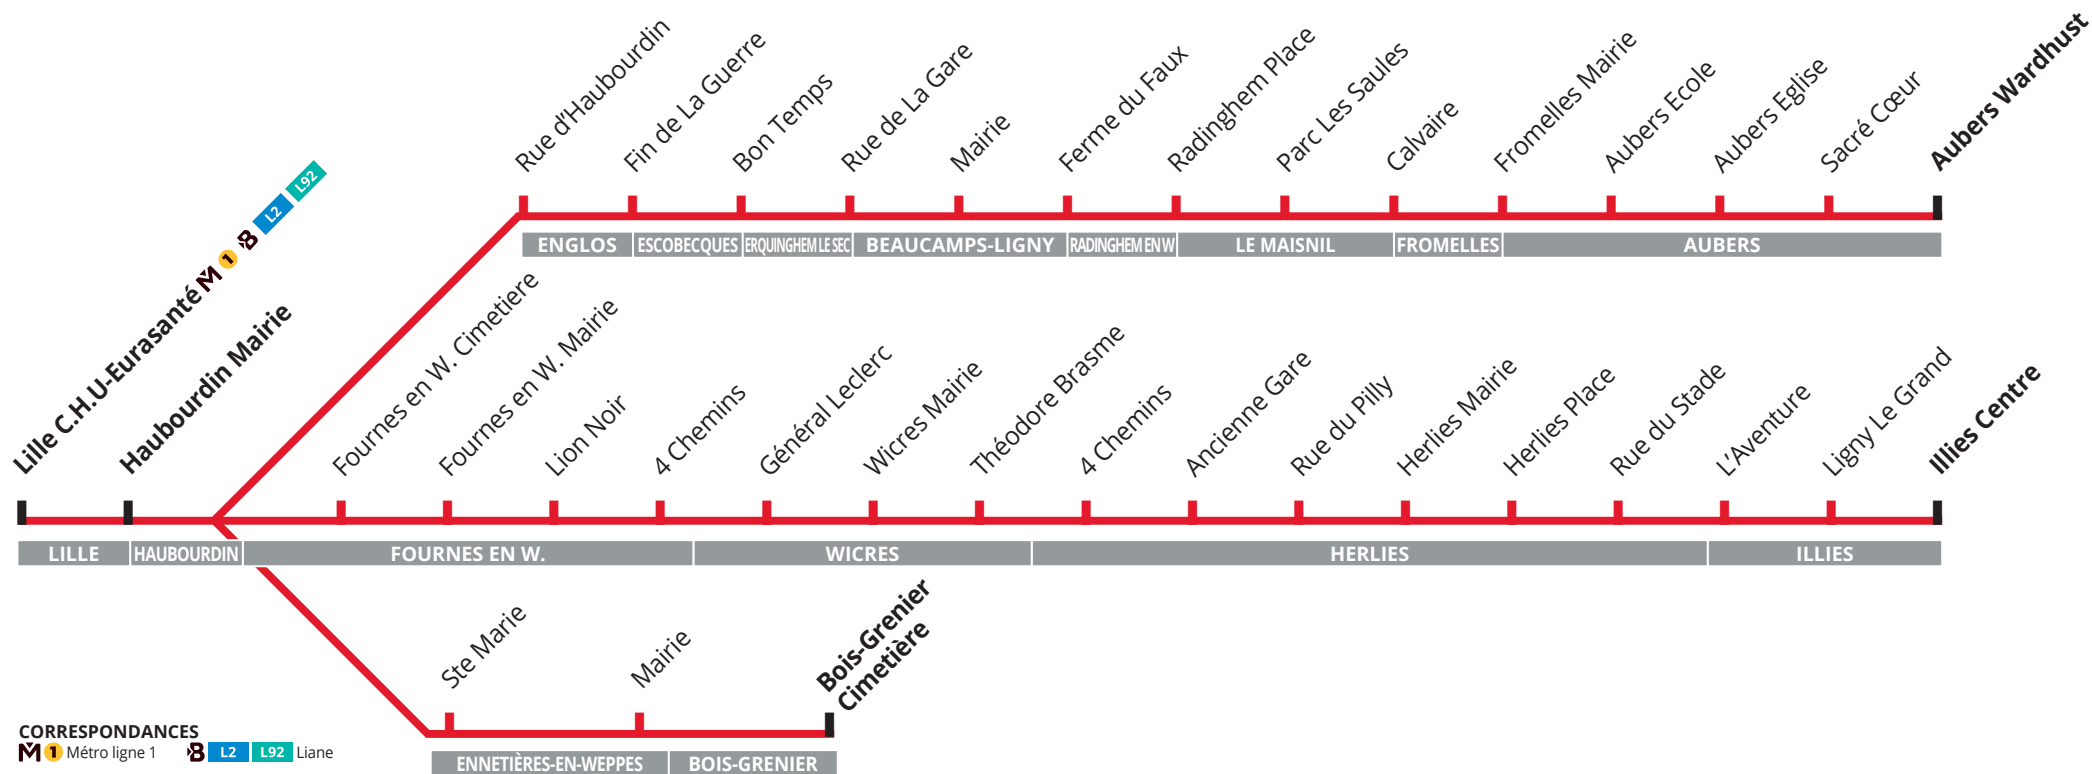 Rue d'Haubourdin
Fin de La Guerre
Bon Temps
Rue de La Gare
Mairie
Ferme du Faux
Radinghem Place
Parc Les Saules
Calvaire
Fromelles Mairie
Aubers Ecole
Aubers Eglise
Sacré Cœur
Aubers Wardhust
ENGLOS
ESCOBECQUES
ERQUINGHEM LE SEC
BEAUCAMPS-LIGNY
RADINGHEM EN W
LE MAISNIL
FROMELLES
AUBERS
Lille C.H.U-Eurasanté M 1 B L2 L92
Haubourdin Mairie
Fournes en W. Cimetiere
Fournes en W. Mairie
Lion Noir
4 Chemins
Général Leclerc
Wicres Mairie
Théodore Brasme
4 Chemins
Ancienne Gare
Rue du Pilly
Herlies Mairie
Herlies Place
Rue du Stade
L'Aventure
Ligny Le Grand
Illies Centre
LILLE
HAUBOURDIN
FOURNES EN W.
WICRES
HERLIES
ILLIES
Ste Marie
Mairie
Bois-Grenier
Cimetière
ENNETIÈRES-EN-WEPPES
BOIS-GRENIER
CORRESPONDANCES
M 1 Métro ligne 1 B L2 L92 Liane